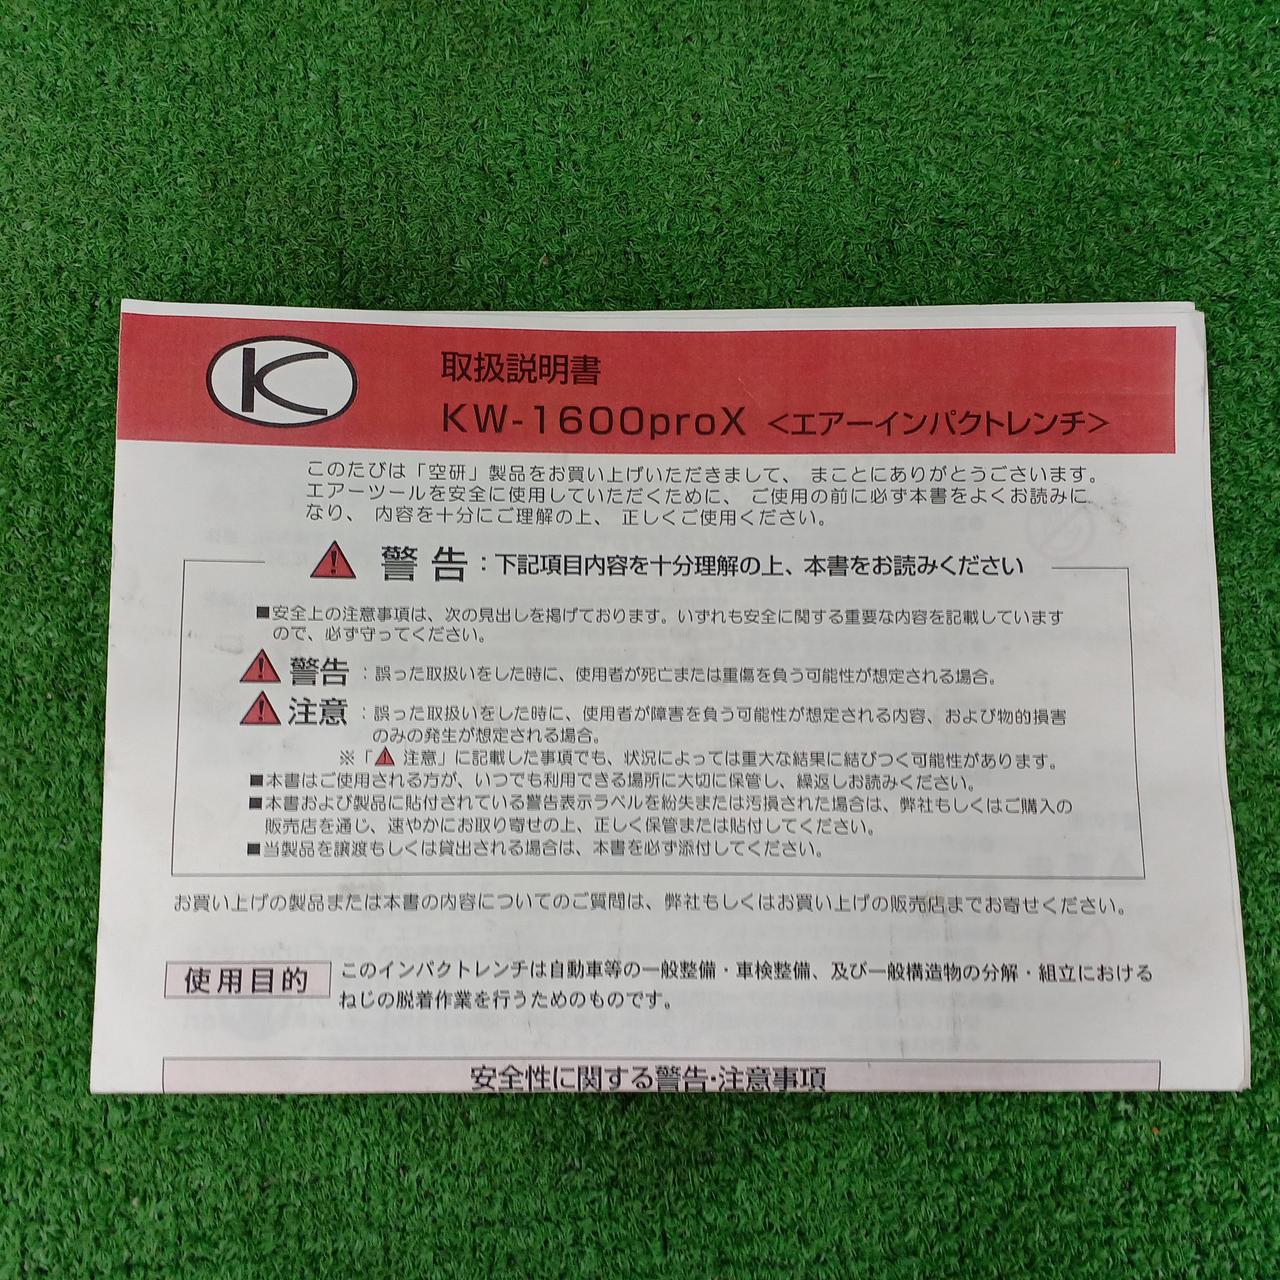 K
取扱説明書
KW-1600proX <エアーインパクトレンチ>
このたびは「空研」製品をお買い上げいただきまして、まことにありがとうございます。
エアーツールを安全に使用していただくために、ご使用の前に必ず本書をよくお読みに
なり、内容を十分にご理解の上、正しくご使用ください。
警告：下記項目内容を十分理解の上、本書をお読みください
■安全上の注意事項は、次の見出しを掲げております。いずれも安全に関する重要な内容を記載しています
ので、必ず守ってください。
警告：誤った取扱いをした時に、使用者が死亡または重傷を負う可能性が想定される場合。
注意：誤った取扱いをした時に、使用者が障害を負う可能性が想定される内容、および物的損害
のみの発生が想定される場合。
※「注意」に記載した事項でも、状況によっては重大な結果に結びつく可能性があります。
■本書はご使用される方が、いつでも利用できる場所に大切に保管し、繰返しお読みください。
■本書および製品に貼付されている警告表示ラベルを紛失または汚損された場合は、弊社もしくはご購入の
販売店を通じ、速やかにお取り寄せの上、正しく保管または貼付してください。
■当製品を譲渡もしくは貸出される場合は、本書を必ず添付してください。
お買い上げの製品または本書の内容についてのご質問は、弊社もしくはお買い上げの販売店までお寄せください。
使用目的
このインパクトレンチは自動車等の一般整備・車検整備、及び一般構造物の分解・組立における
ねじの脱着作業を行うためのものです。
安全性に関する警告・注意事項